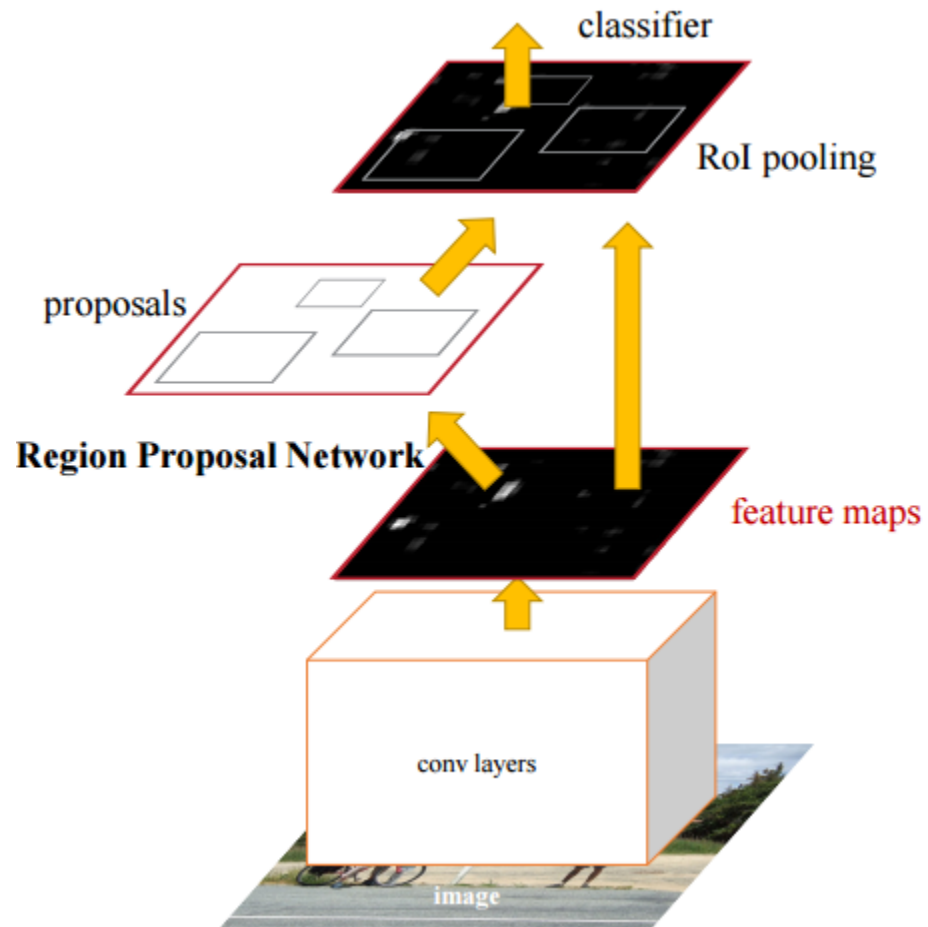 classifier
RoI pooling
proposals
Region Proposal Network
feature maps
conv layers
image